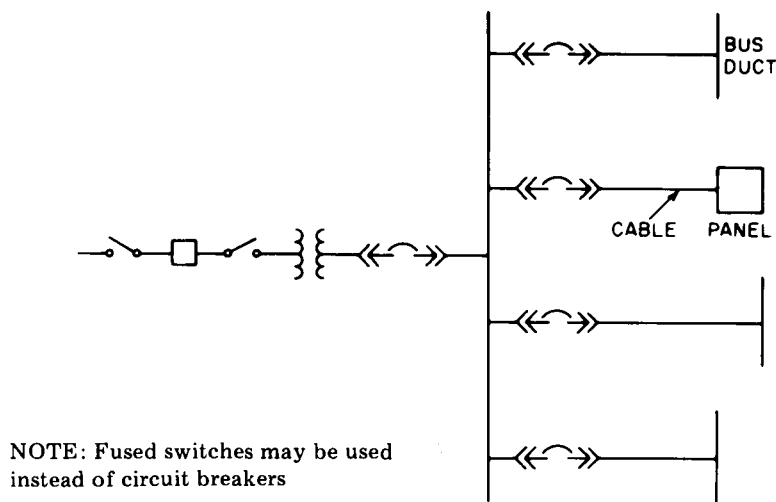 BUS
DUCT
CABLE
PANEL
NOTE: Fused switches may be used
instead of circuit breakers